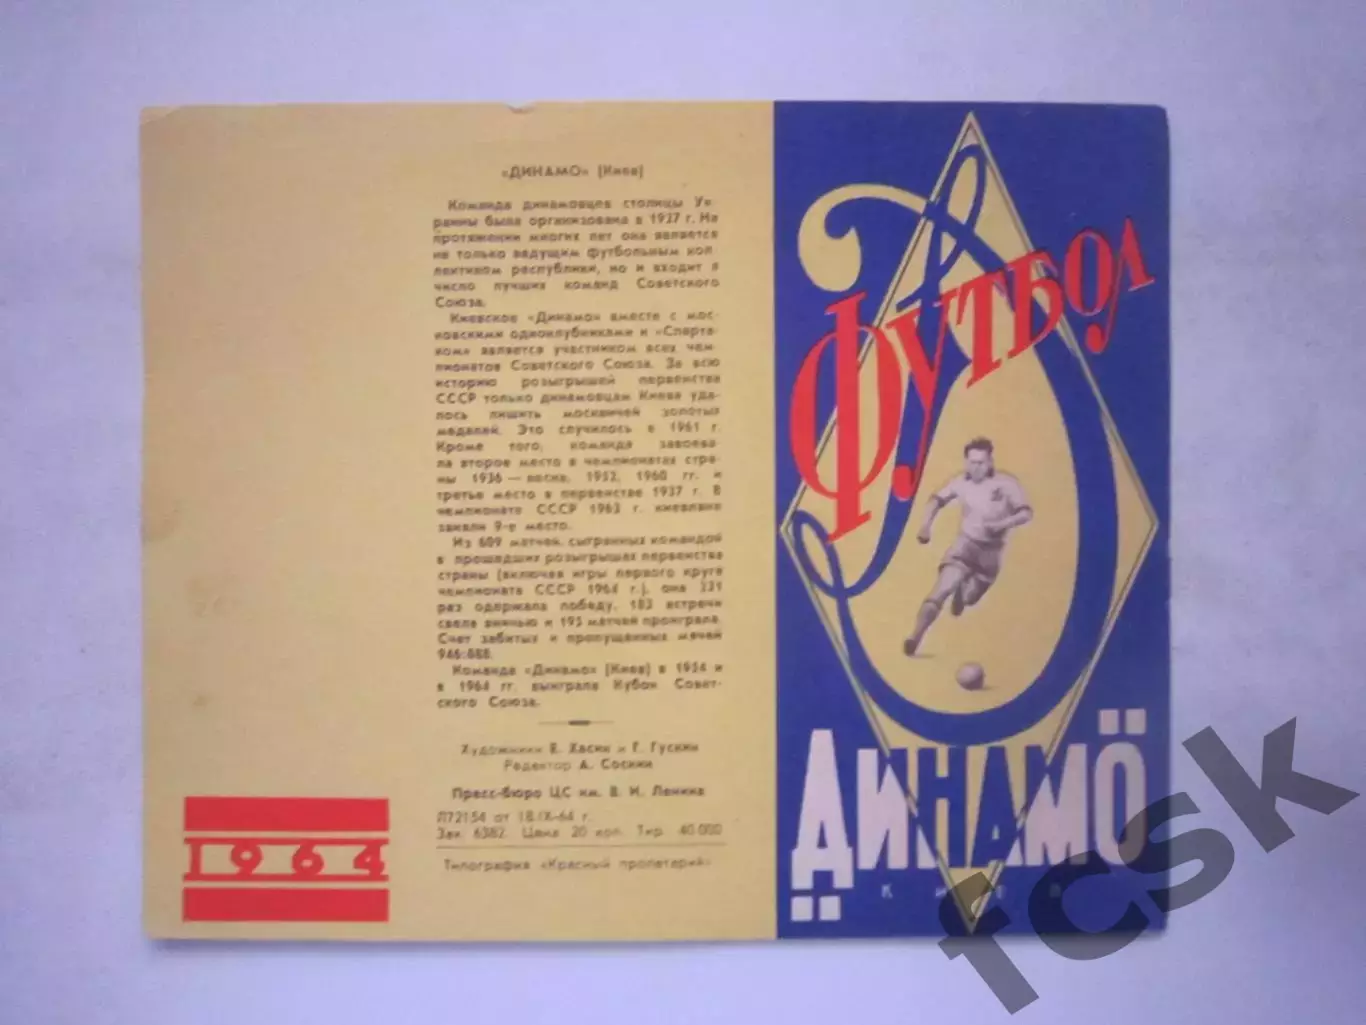 «ДИНАМО» (Киев)
Команда динамовцев столицы Ук-
раины была организована в 1937 г. На
протяжении многих лет она является
не только ведущим футбольным кол-
лективом республики, но и входит в
число лучших команд Советского
Союза.
Киевское «Динамо» вместе с мос-
ковскими одноклубниками и «Спарта-
ком» является участником всех чем-
пионатов Советского Союза. За всю
историю розыгрышей первенства
СССР только динамовцам Киева уда-
лось лишить москвичей золотых
медалей. Это случилось в 1961 г.
Кроме того, команда завоева-
ла второе место в чемпионатах стра-
ны 1936 — весна, 1952, 1960 гг. и
третье место в первенстве 1937 г. В
чемпионате СССР 1963 г. киевляне
заняли 9-е место.
Из 609 матчей, сыгранных командой
в прошедших розыгрышах первенства
страны (включая игры первого круга
чемпионата СССР 1964 г.), она 231
раз одержала победу, 183 встречи
свела вничью и 195 матчей проиграла.
Счет забитых и пропущенных мячей
946:888.
Команда «Динамо» (Киев) в 1954 и
в 1964 гг. выиграла Кубок Совет-
ского Союза.
Художники Е. Хасин и Г. Гускин
Редактор А. Соскин
Пресс-бюро ЦС им. В. И. Ленина
Л72154 от 18.IX-64 г.
Зак. 6382. Цена 20 коп. Тир. 40.000
Типография «Красный пролетарий»
1964
ФУТБОЛ
Д
ДИНАМО
КИЕВ
fcsk